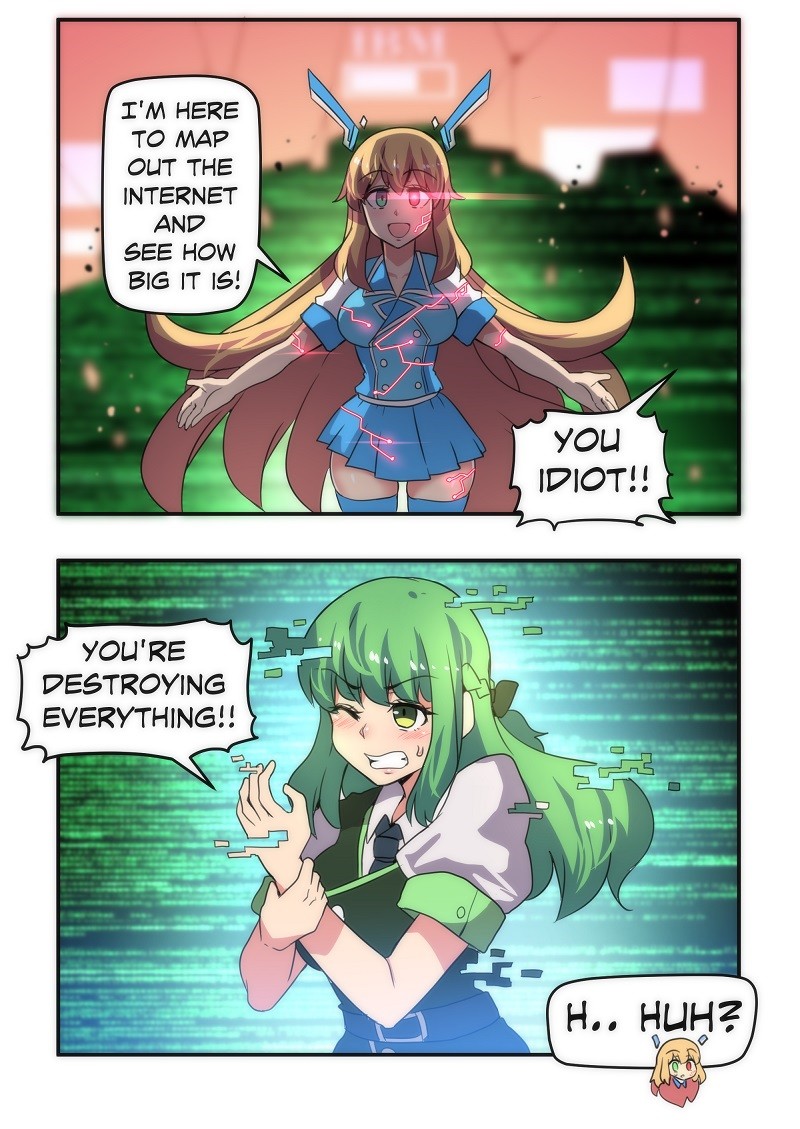 IBM
I'M HERE
TO MAP
OUT THE
INTERNET
AND
SEE HOW
BIG IT IS!
YOU
IDIOT!!
YOU'RE
DESTROYING
EVERYTHING!!
H.. HUH?